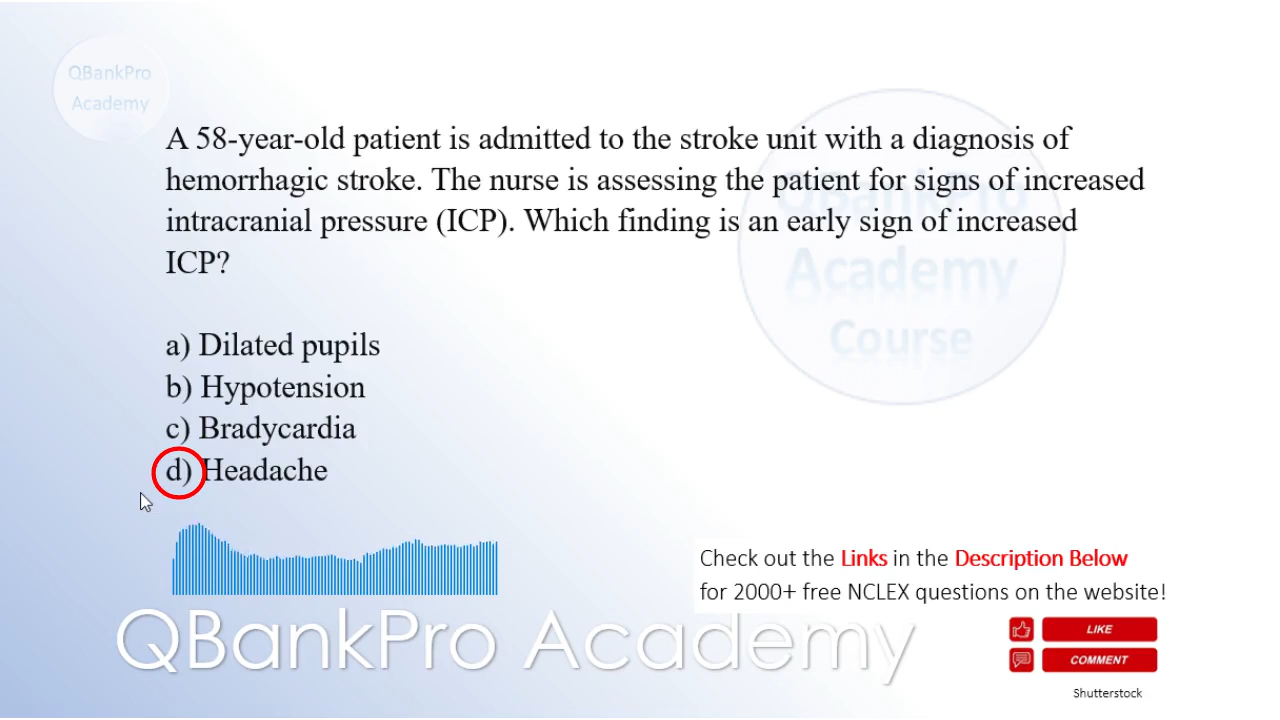 QBankPro
Academy
A 58-year-old patient is admitted to the stroke unit with a diagnosis of
hemorrhagic stroke. The nurse is assessing the patient for signs of increased
intracranial pressure (ICP). Which finding is an early sign of increased
ICP?
QBankPro
Academy
Course
a) Dilated pupils
b) Hypotension
c) Bradycardia
d) Headache
Check out the Links in the Description Below
for 2000+ free NCLEX questions on the website!
QBankPro Academy
LIKE
COMMENT
Shutterstock